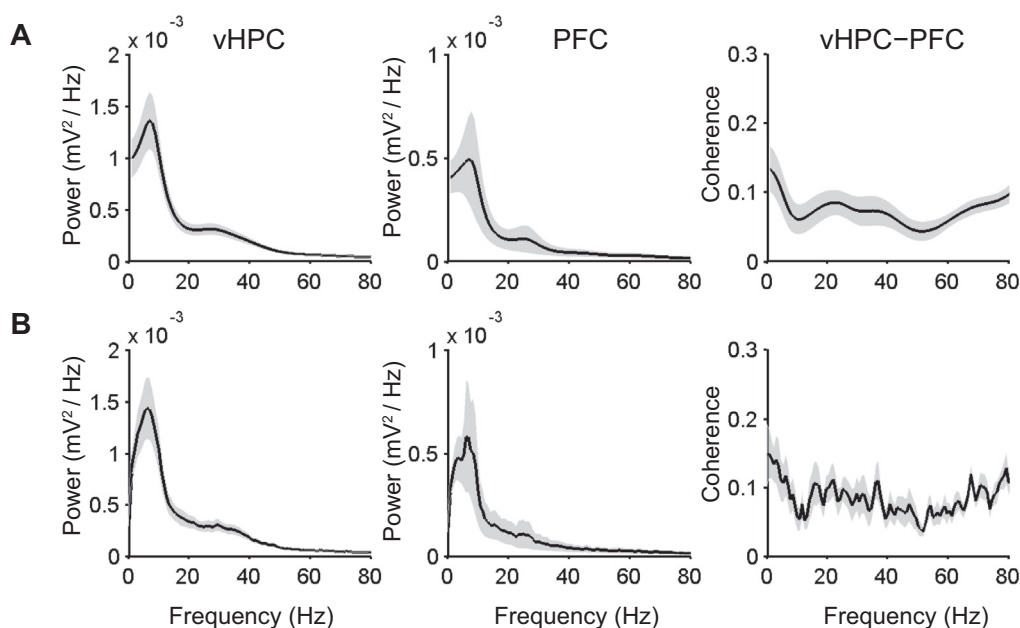 A
x 10⁻³ vHPC
x 10⁻³ PFC
vHPC−PFC
Power (mV² / Hz)
2
1.5
1
0.5
0
0 20 40 60 80
Power (mV² / Hz)
1
0.5
0
0 20 40 60 80
Coherence
0.3
0.2
0.1
0
0 20 40 60 80
B
x 10⁻³
x 10⁻³
Power (mV² / Hz)
2
1.5
1
0.5
0
0 20 40 60 80
Frequency (Hz)
Power (mV² / Hz)
1
0.5
0
0 20 40 60 80
Frequency (Hz)
Coherence
0.3
0.2
0.1
0
0 20 40 60 80
Frequency (Hz)